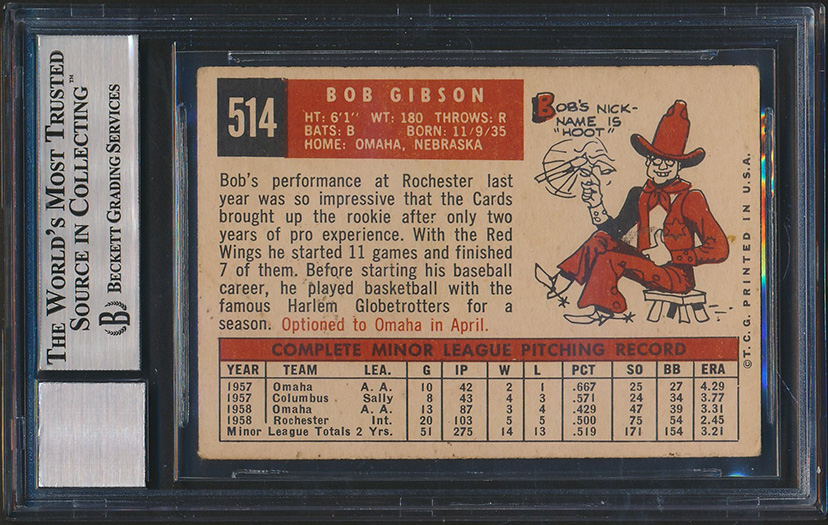 THE WORLD'S MOST TRUSTED
SOURCE IN COLLECTING™
BECKETT GRADING SERVICES
B
514
BOB GIBSON
HT: 6'1" WT: 180 THROWS: R
BATS: B BORN: 11/9/35
HOME: OMAHA, NEBRASKA
BOB'S NICK-
NAME IS
"HOOT"
Bob's performance at Rochester last
year was so impressive that the Cards
brought up the rookie after only two
years of pro experience. With the Red
Wings he started 11 games and finished
7 of them. Before starting his baseball
career, he played basketball with the
famous Harlem Globetrotters for a
season. Optioned to Omaha in April.
©T. C. G. PRINTED IN U.S.A.
COMPLETE MINOR LEAGUE PITCHING RECORD
YEAR TEAM LEA. G IP W L PCT SO BB ERA
1957 Omaha A. A. 10 42 2 1 .667 25 27 4.29
1957 Columbus Sally 8 43 4 3 .571 24 34 3.77
1958 Omaha A. A. 13 87 3 4 .429 47 39 3.31
1958 Rochester Int. 20 103 5 5 .500 75 54 2.45
Minor League Totals 2 Yrs. 51 275 14 13 .519 171 154 3.21